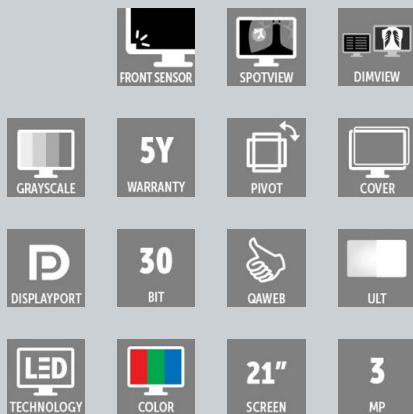 FRONT SENSOR
SPOTVIEW
DIMVIEW
GRAYSCALE
5Y
WARRANTY
PIVOT
COVER
DISPLAYPORT
30
BIT
QAWEB
ULT
LED
TECHNOLOGY
COLOR
21"
SCREEN
3
MP